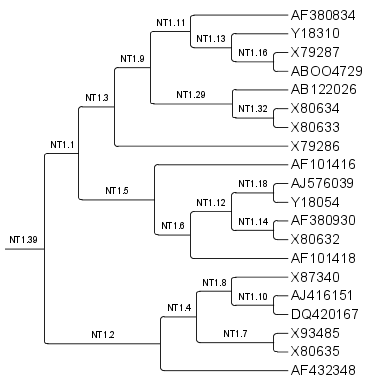 AF380834
NT1.11
Y18310
NT1.13
X79287
NT1.16
NT1.9
ABOO4729
AB122026
NT1.29
X80634
NT1.3
NT1.32
X80633
X79286
NT1.1
AF101416
AJ576039
NT1.18
NT1.5
Y18054
NT1.12
AF380930
NT1.14
NT1.6
X80632
NT1.39
AF101418
X87340
NT1.8
AJ416151
NT1.10
NT1.4
DQ420167
X93485
NT1.2
NT1.7
X80635
AF432348